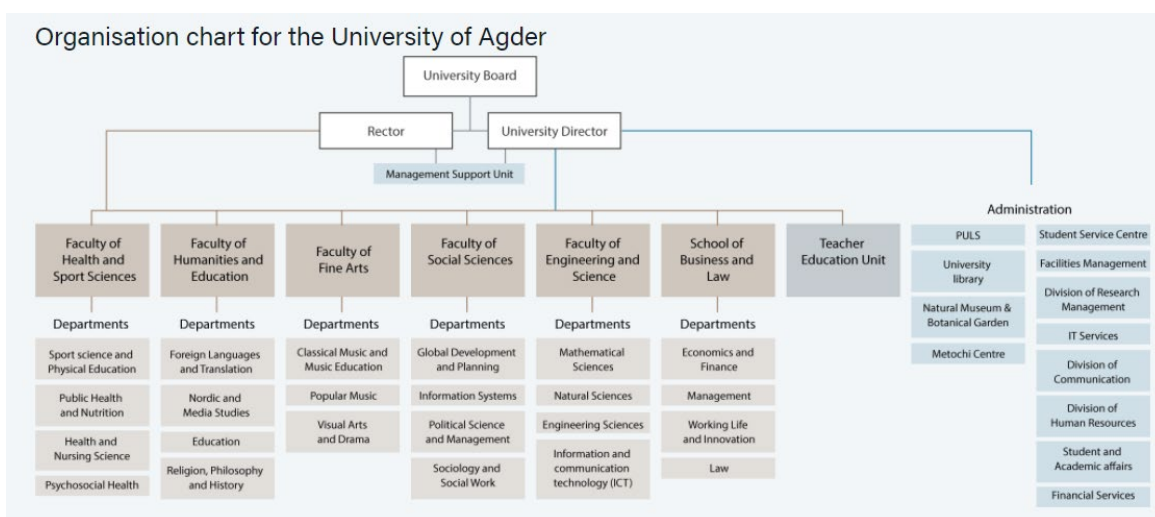 Organisation chart for the University of Agder
University Board
Rector
University Director
Management Support Unit
Faculty of
Health and
Sport Sciences
Departments
Sport science and
Physical Education
Public Health
and Nutrition
Health and
Nursing Science
Psychosocial Health
Faculty of
Humanities and
Education
Departments
Foreign Languages
and Translation
Nordic and
Media Studies
Education
Religion, Philosophy
and History
Faculty of
Fine Arts
Departments
Classical Music and
Music Education
Popular Music
Visual Arts
and Drama
Faculty of
Social Sciences
Departments
Global Development
and Planning
Information Systems
Political Science
and Management
Sociology and
Social Work
Faculty of
Engineering and
Science
Departments
Mathematical
Sciences
Natural Sciences
Engineering Sciences
Information and
communication
technology (ICT)
School of
Business and
Law
Departments
Economics and
Finance
Management
Working Life
and Innovation
Law
Teacher
Education Unit
Administration
PULS
University
library
Natural Museum &
Botanical Garden
Metochi Centre
Student Service Centre
Facilities Management
Division of Research
Management
IT Services
Division of
Communication
Division of
Human Resources
Student and
Academic affairs
Financial Services